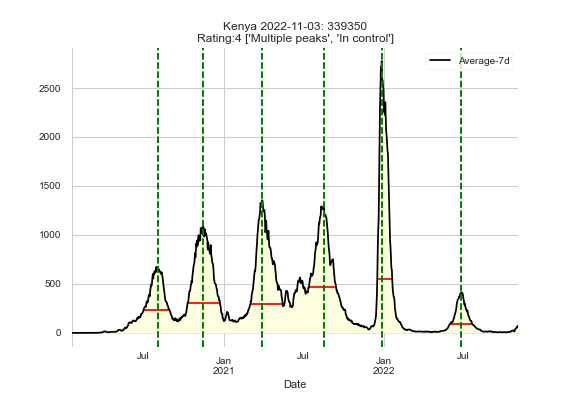 Kenya 2022-11-03: 339350
Rating:4 ['Multiple peaks', 'In control']
Average-7d
2500
2000
1500
1000
500
0
Jul
Jan
2021
Jul
Jan
2022
Jul
Date